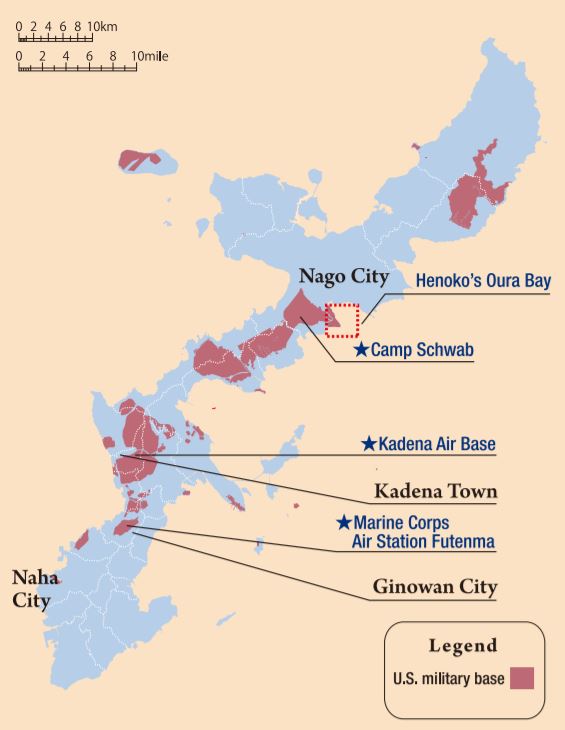 0 2 4 6 8 10km
0 2 4 6 8 10mile
Nago City
Henoko's Oura Bay
★Camp Schwab
★Kadena Air Base
Kadena Town
★Marine Corps
Air Station Futenma
Naha
City
Ginowan City
Legend
U.S. military base